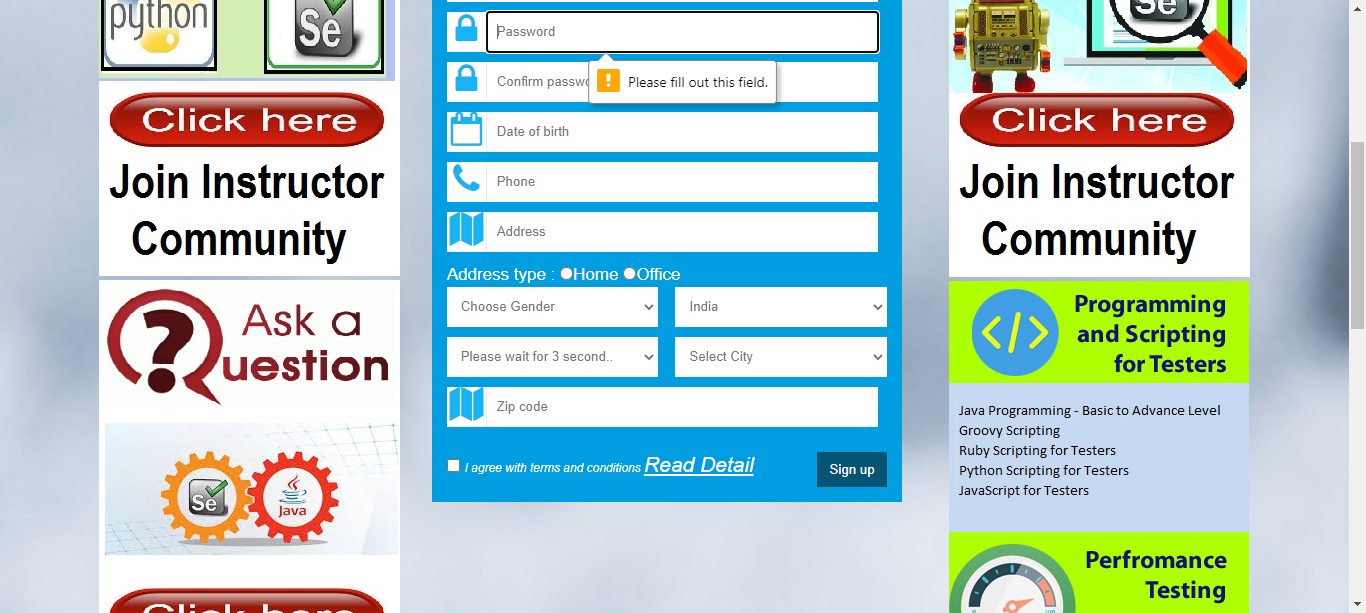 python
Se
Click here
Join Instructor
Community
Ask a
Question
Se
Java
Click here
Password
Please fill out this field.
Confirm passwo
Date of birth
Phone
Address
Address type : Home Office
Choose Gender
India
Please wait for 3 second..
Select City
Zip code
I agree with terms and conditions Read Detail
Sign up
Se
Click here
Join Instructor
Community
Programming
and Scripting
for Testers
Java Programming - Basic to Advance Level
Groovy Scripting
Ruby Scripting for Testers
Python Scripting for Testers
JavaScript for Testers
Perfromance
Testing